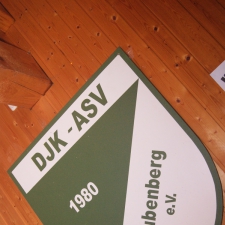 DJK - ASV
1980
ubenberg
e.V.